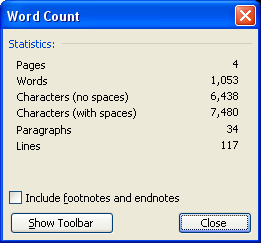 Word Count
Statistics:
Pages 4
Words 1,053
Characters (no spaces) 6,438
Characters (with spaces) 7,480
Paragraphs 34
Lines 117
Include footnotes and endnotes
Show Toolbar Close